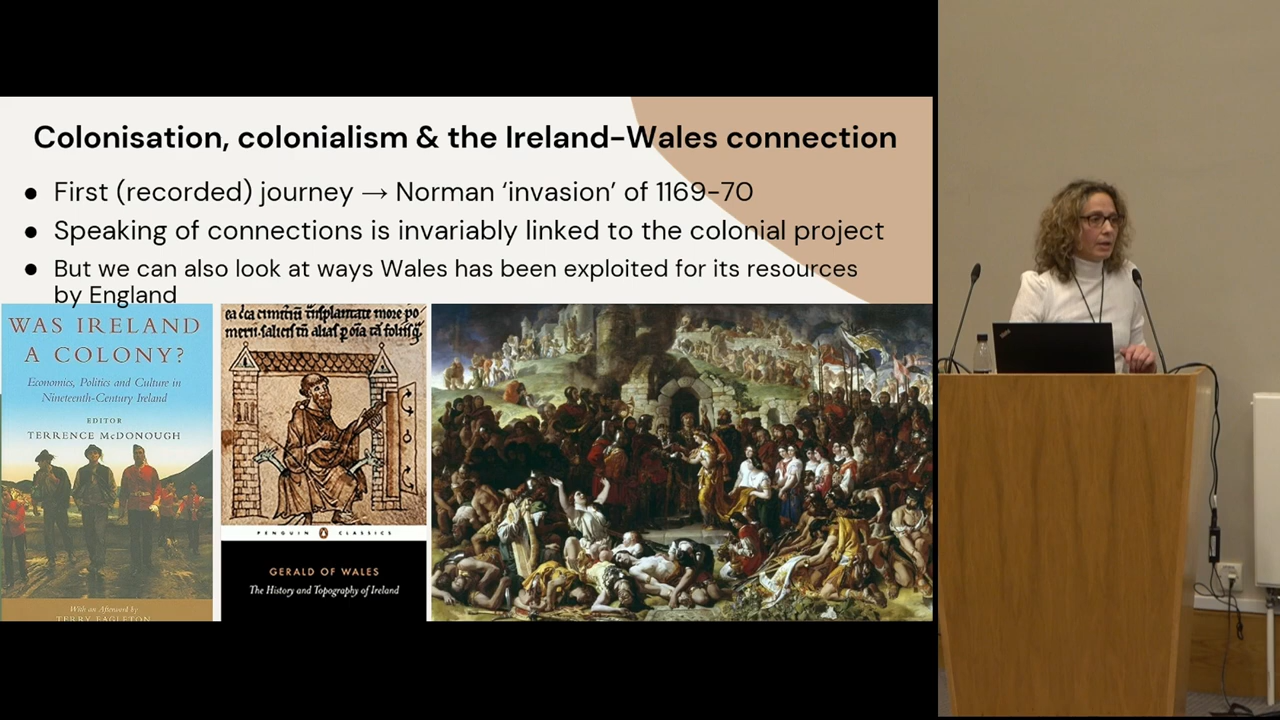 Colonisation, colonialism & the Ireland-Wales connection
● First (recorded) journey → Norman ‘invasion’ of 1169-70
● Speaking of connections is invariably linked to the colonial project
● But we can also look at ways Wales has been exploited for its resources
by England
WAS IRELAND
A COLONY?
Economics, Politics and Culture in
Nineteenth-Century Ireland
EDITOR
TERRENCE McDONOUGH
With an Afterword by
TERRY EAGLETON
PENGUIN CLASSICS
GERALD OF WALES
The History and Topography of Ireland